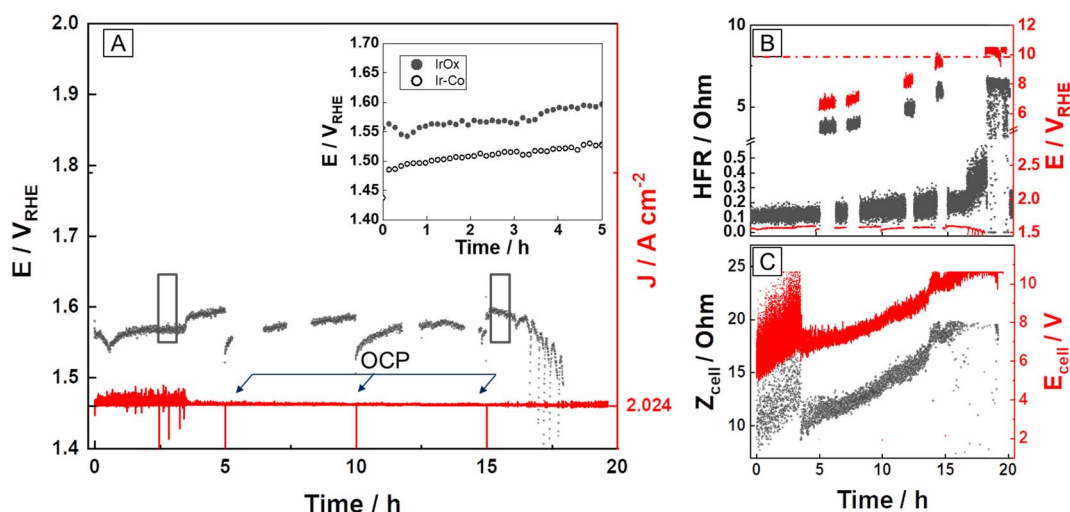 A
E / V_RHE
2.0
1.9
1.8
1.7
1.6
1.5
1.4
0 5 10 15 20
Time / h
J / A cm⁻²
2.024
OCP
IrOx
Ir-Co
E / V_RHE
1.70
1.60
1.55
1.50
1.45
1.40
0 1 2 3 4 5
Time / h
B
HFR / Ohm
10
5
0.5
0.4
0.3
0.2
0.1
0.0
E / V_RHE
12
10
8
6
2.5
2.0
1.5
C
Z_cell / Ohm
25
20
15
10
E_cell / V
10
8
6
4
2
0 5 10 15 20
Time / h